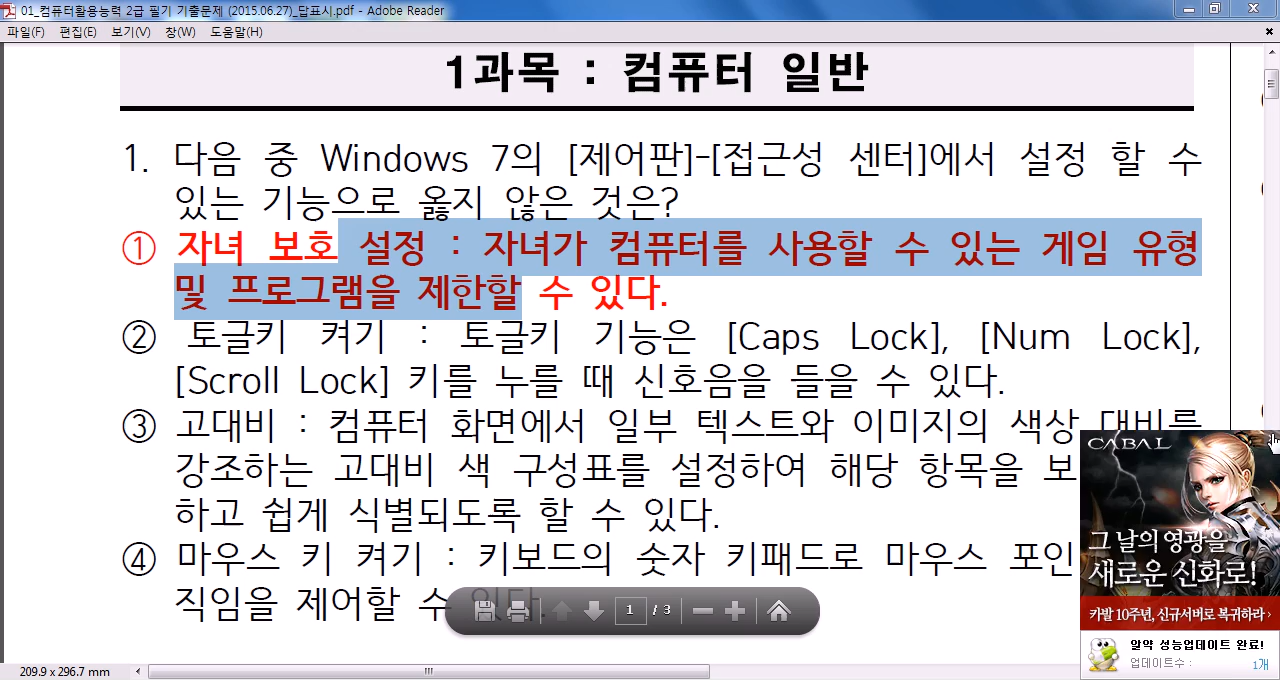 01_컴퓨터활용능력 2급 필기 기출문제 (2015.06.27)_답표시.pdf - Adobe Reader
파일(F) 편집(E) 보기(V) 창(W) 도움말(H)
1과목 : 컴퓨터 일반
1. 다음 중 Windows 7의 [제어판]-[접근성 센터]에서 설정 할 수
있는 기능으로 옳지 않은 것은?
① 자녀 보호 설정 : 자녀가 컴퓨터를 사용할 수 있는 게임 유형
및 프로그램을 제한할 수 있다.
② 토글키 켜기 : 토글키 기능은 [Caps Lock], [Num Lock],
[Scroll Lock] 키를 누를 때 신호음을 들을 수 있다.
③ 고대비 : 컴퓨터 화면에서 일부 텍스트와 이미지의 색상 대비를
강조하는 고대비 색 구성표를 설정하여 해당 항목을 보
하고 쉽게 식별되도록 할 수 있다.
④ 마우스 키 켜기 : 키보드의 숫자 키패드로 마우스 포인
직임을 제어할 수 있다.
1 / 3
209.9 x 296.7 mm
CABAL
그 날의 영광을
새로운 신화로!
카발 10주년, 신규서버로 복귀하라 ›
알약 성능업데이트 완료!
업데이트수 : 1개